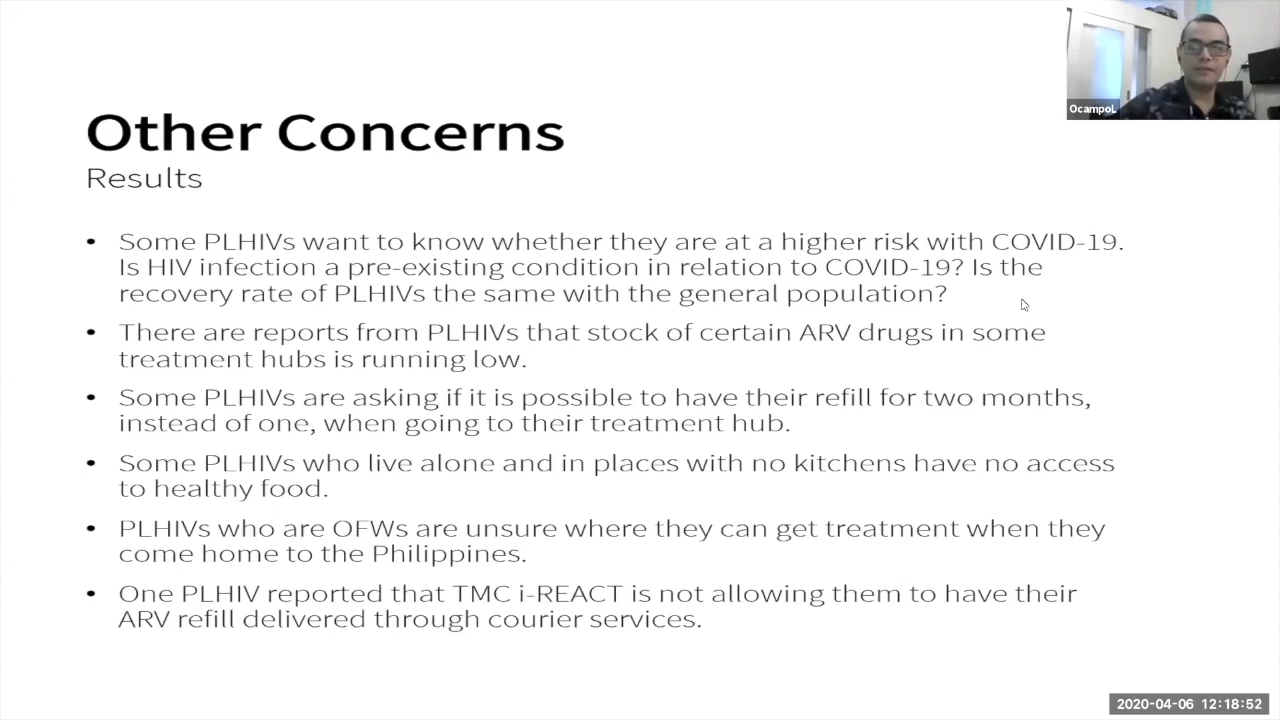 OcampoL
Other Concerns
Results
• Some PLHIVs want to know whether they are at a higher risk with COVID-19.
Is HIV infection a pre-existing condition in relation to COVID-19? Is the
recovery rate of PLHIVs the same with the general population?
• There are reports from PLHIVs that stock of certain ARV drugs in some
treatment hubs is running low.
• Some PLHIVs are asking if it is possible to have their refill for two months,
instead of one, when going to their treatment hub.
• Some PLHIVs who live alone and in places with no kitchens have no access
to healthy food.
• PLHIVs who are OFWs are unsure where they can get treatment when they
come home to the Philippines.
• One PLHIV reported that TMC i-REACT is not allowing them to have their
ARV refill delivered through courier services.
2020-04-06 12:18:52